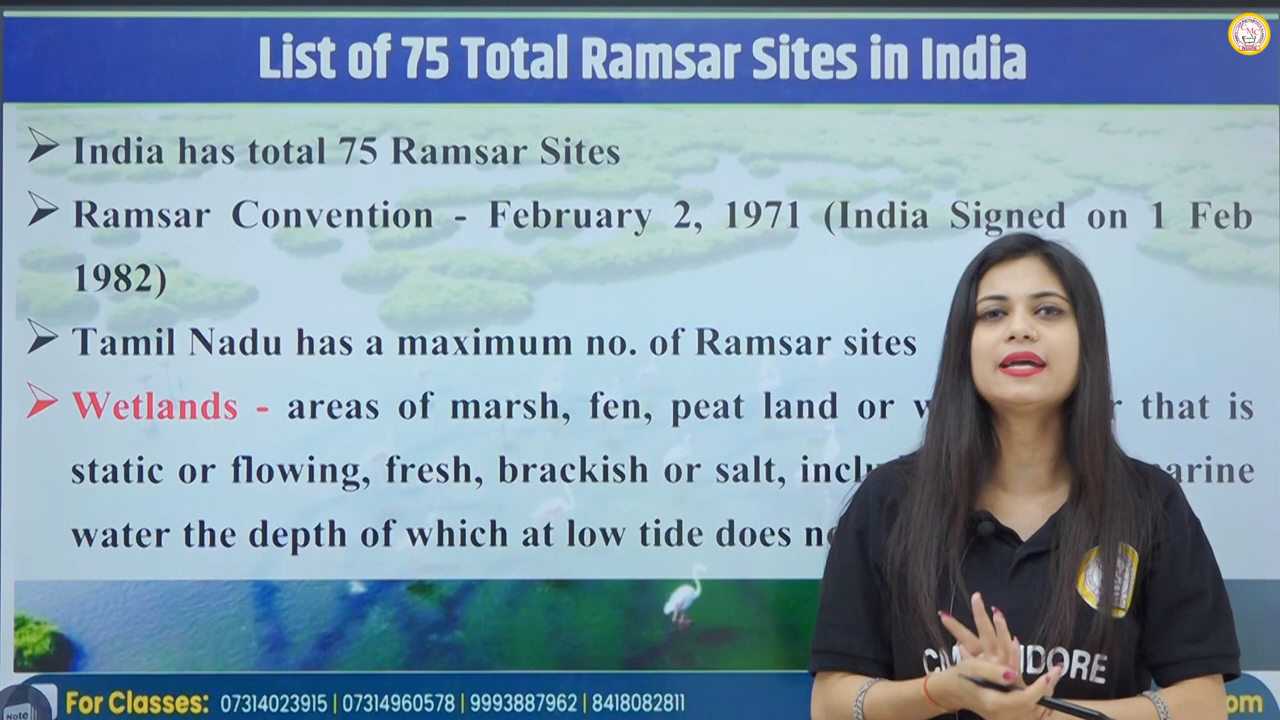 List of 75 Total Ramsar Sites in India
India has total 75 Ramsar Sites
Ramsar Convention - February 2, 1971 (India Signed on 1 Feb
1982)
Tamil Nadu has a maximum no. of Ramsar sites
Wetlands - areas of marsh, fen, peat land or that is
static or flowing, fresh, brackish or salt,
water the depth of which at low tide does
Note
For Classes: 07314023915 | 07314960578 | 9993887962 | 8418082811